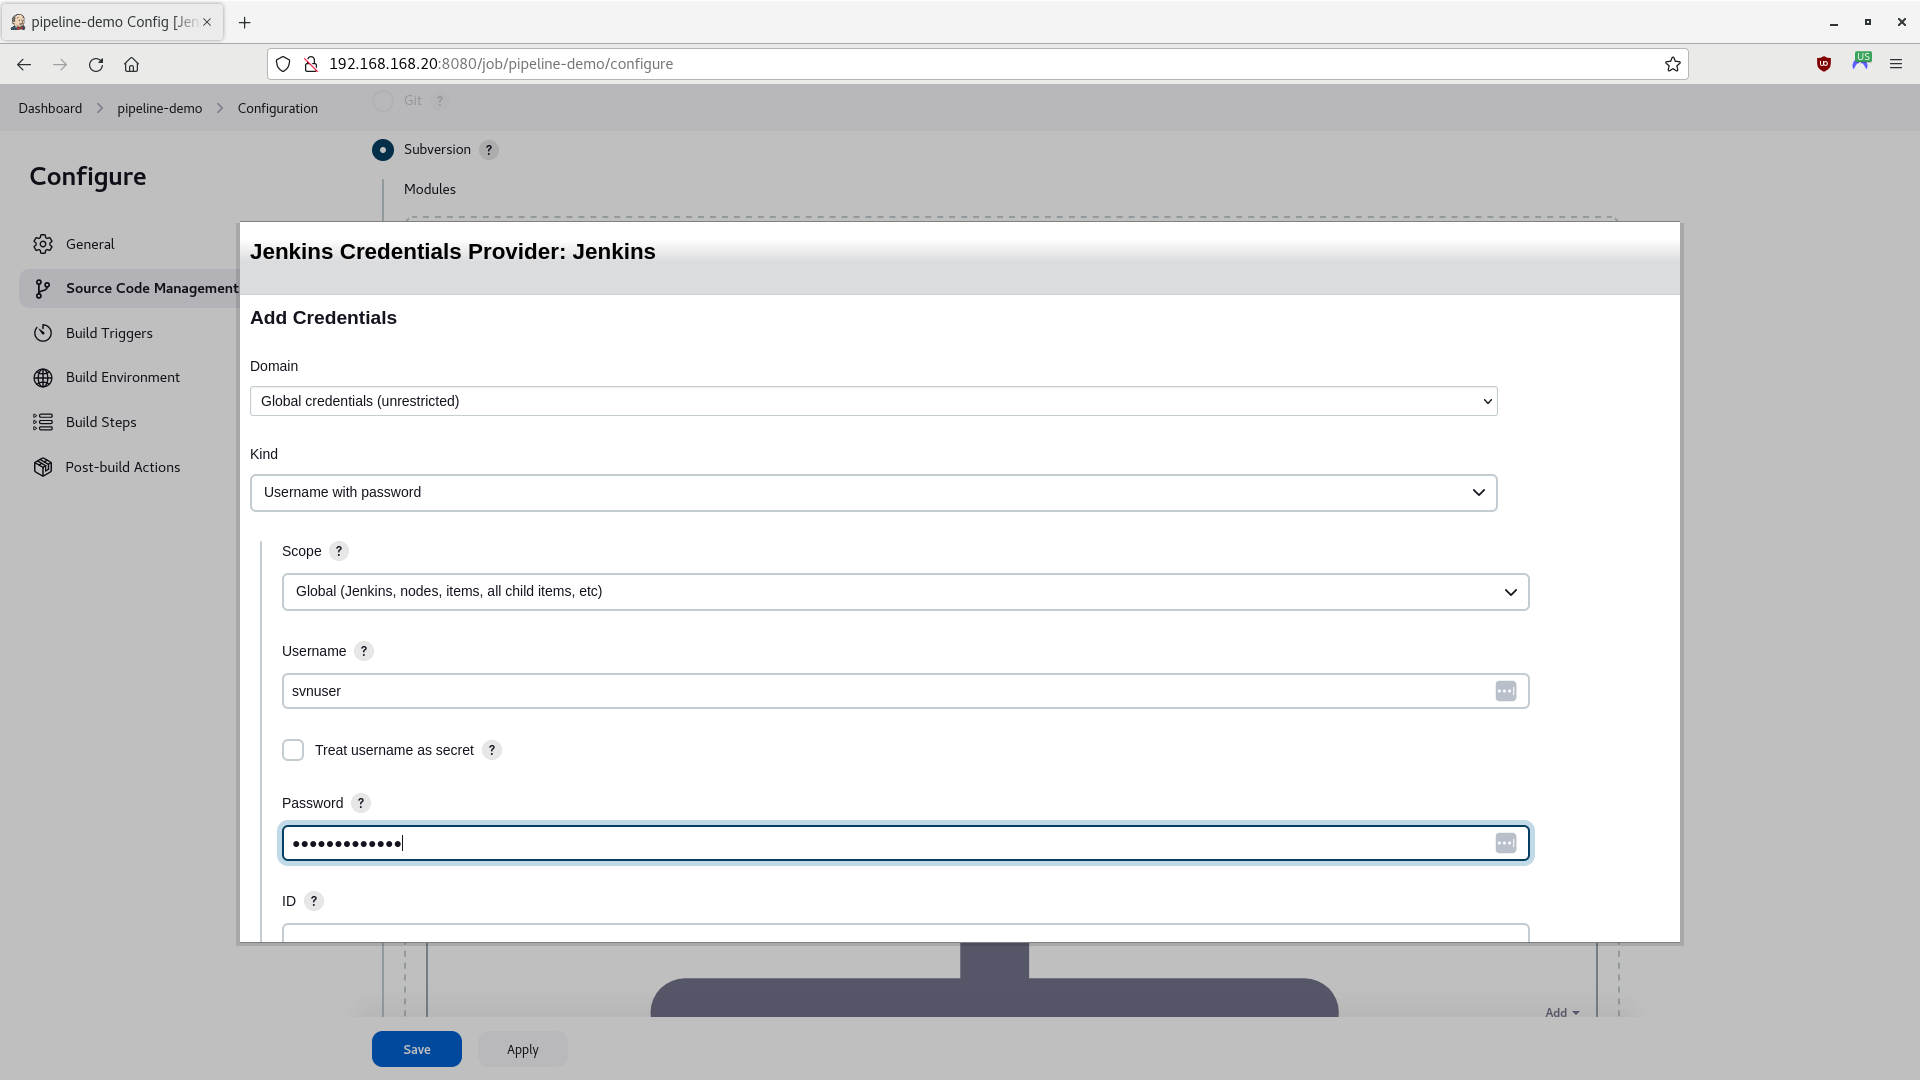 pipeline-demo Config [Jen
192.168.168.20:8080/job/pipeline-demo/configure
US
Dashboard
pipeline-demo
Configuration
Git ?
Subversion ?
Configure
Modules
General
Source Code Management
Build Triggers
Build Environment
Build Steps
Post-build Actions
Jenkins Credentials Provider: Jenkins
Add Credentials
Domain
Global credentials (unrestricted)
Kind
Username with password
Scope ?
Global (Jenkins, nodes, items, all child items, etc)
Username ?
svnuser
Treat username as secret ?
Password ?
•••••••••••••
ID ?
Add
Save
Apply